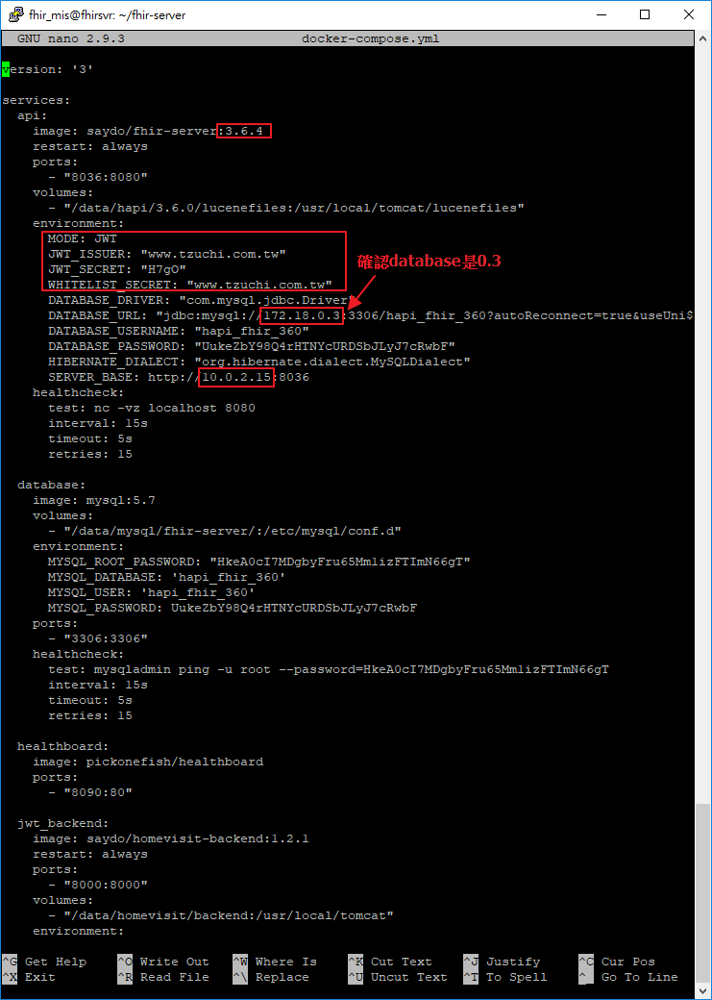 fhir_mis@fhirsvr: ~/fhir-server
GNU nano 2.9.3 docker-compose.yml
version: '3'
services:
api:
image: saydo/fhir-server:3.6.4
restart: always
ports:
- "8036:8080"
volumes:
- "/data/hapi/3.6.0/lucenefiles:/usr/local/tomcat/lucenefiles"
environment:
MODE: JWT
JWT_ISSUER: "www.tzuchi.com.tw"
JWT_SECRET: "H7gO"
WHITELIST_SECRET: "www.tzuchi.com.tw"
確認database是0.3
DATABASE_DRIVER: "com.mysql.jdbc.Driver"
DATABASE_URL: "jdbc:mysql://172.18.0.3:3306/hapi_fhir_360?autoReconnect=true&useUni$
DATABASE_USERNAME: "hapi_fhir_360"
DATABASE_PASSWORD: "UukeZbY98Q4rHTNYcURDSbJLyJ7cRwbF"
HIBERNATE_DIALECT: "org.hibernate.dialect.MySQLDialect"
SERVER_BASE: http://10.0.2.15:8036
healthcheck:
test: nc -vz localhost 8080
interval: 15s
timeout: 5s
retries: 15
database:
image: mysql:5.7
volumes:
- "/data/mysql/fhir-server/:/etc/mysql/conf.d"
environment:
MYSQL_ROOT_PASSWORD: "HkeA0cI7MDgbyFru65Mm1izFTImN66gT"
MYSQL_DATABASE: 'hapi_fhir_360'
MYSQL_USER: 'hapi_fhir_360'
MYSQL_PASSWORD: UukeZbY98Q4rHTNYcURDSbJLyJ7cRwbF
ports:
- "3306:3306"
healthcheck:
test: mysqladmin ping -u root --password=HkeA0cI7MDgbyFru65Mm1izFTImN66gT
interval: 15s
timeout: 5s
retries: 15
healthboard:
image: pickonefish/healthboard
ports:
- "8090:80"
jwt_backend:
image: saydo/homevisit-backend:1.2.1
restart: always
ports:
- "8000:8000"
volumes:
- "/data/homevisit/backend:/usr/local/tomcat"
environment:
^G Get Help ^O Write Out ^W Where Is ^K Cut Text ^J Justify ^C Cur Pos
^X Exit ^R Read File ^\ Replace ^U Uncut Text ^T To Spell ^_ Go To Line